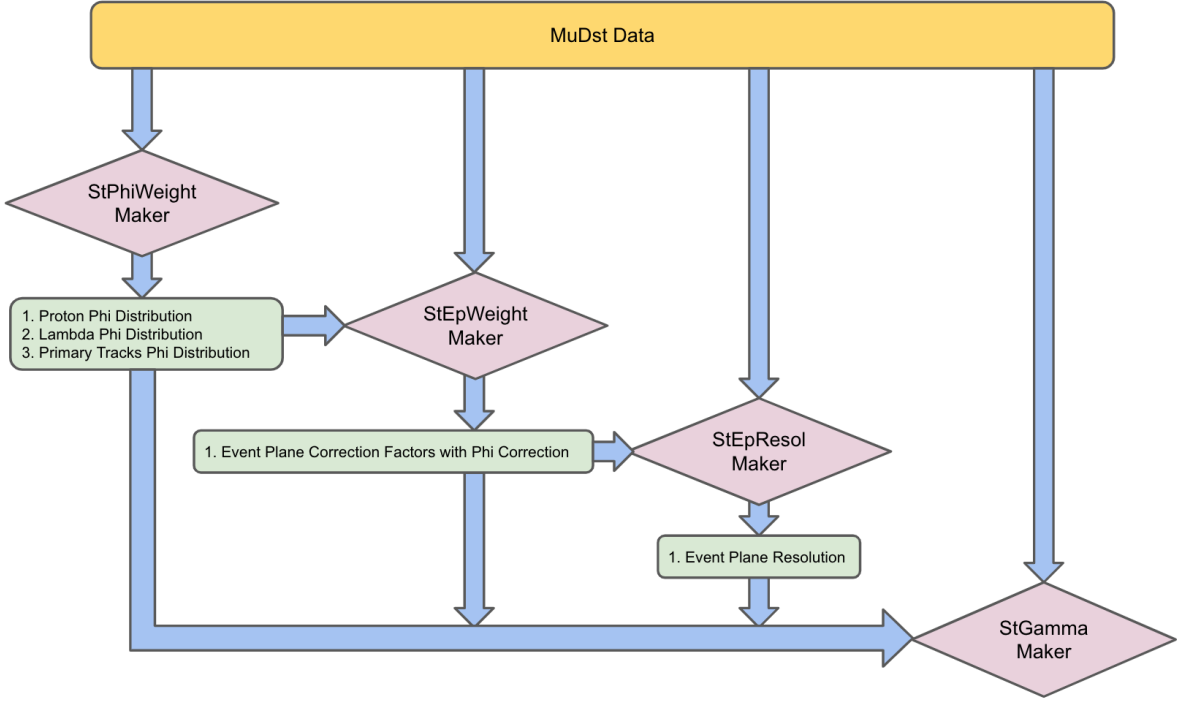 MuDst Data
StPhiWeight
Maker
1. Proton Phi Distribution
2. Lambda Phi Distribution
3. Primary Tracks Phi Distribution
StEpWeight
Maker
1. Event Plane Correction Factors with Phi Correction
StEpResol
Maker
1. Event Plane Resolution
StGamma
Maker